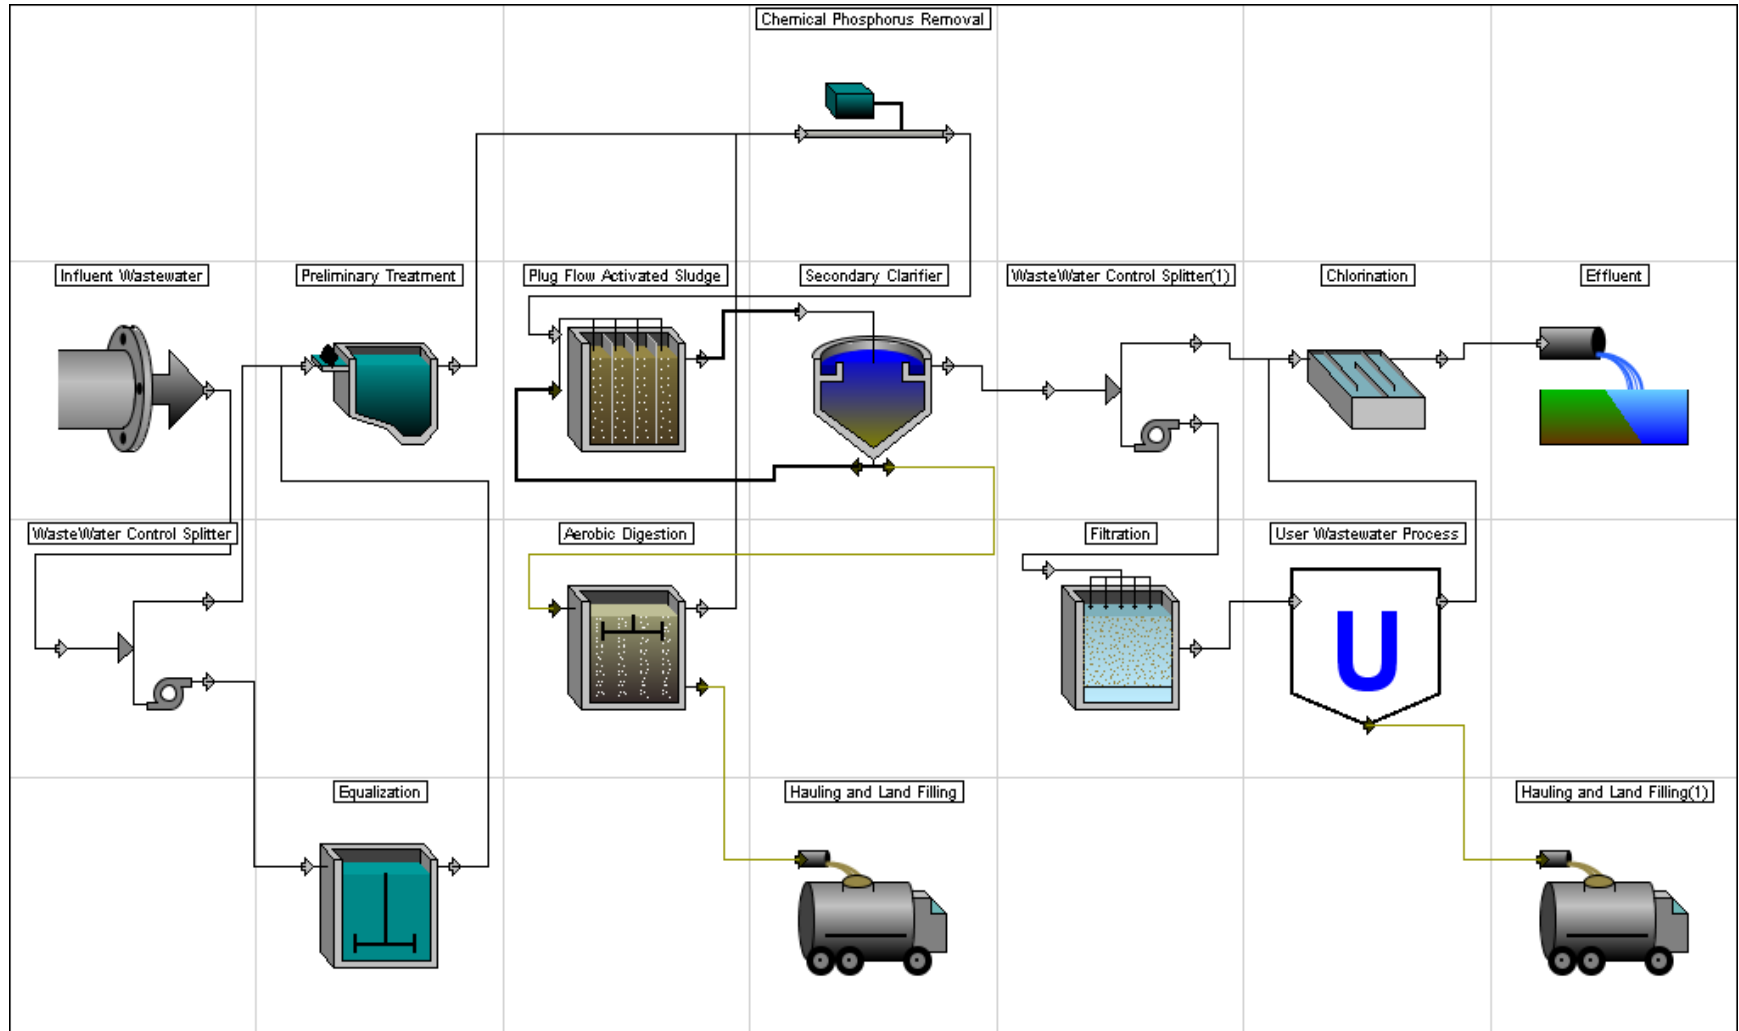 Chemical Phosphorus Removal
Influent Wastewater
Preliminary Treatment
Plug Flow Activated Sludge
Secondary Clarifier
WasteWater Control Splitter(1)
Chlorination
Effluent
WasteWater Control Splitter
Aerobic Digestion
Filtration
User Wastewater Process
U
Equalization
Hauling and Land Filling
Hauling and Land Filling(1)